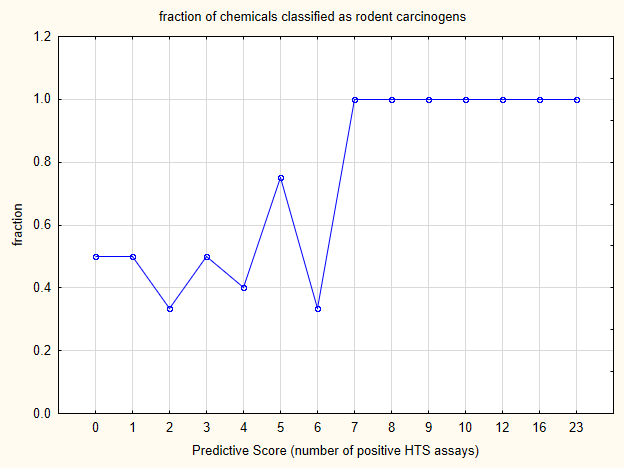 fraction of chemicals classified as rodent carcinogens
1.2
1.0
0.8
0.6
0.4
0.2
0.0
fraction
0 1 2 3 4 5 6 7 8 9 10 12 16 23
Predictive Score (number of positive HTS assays)